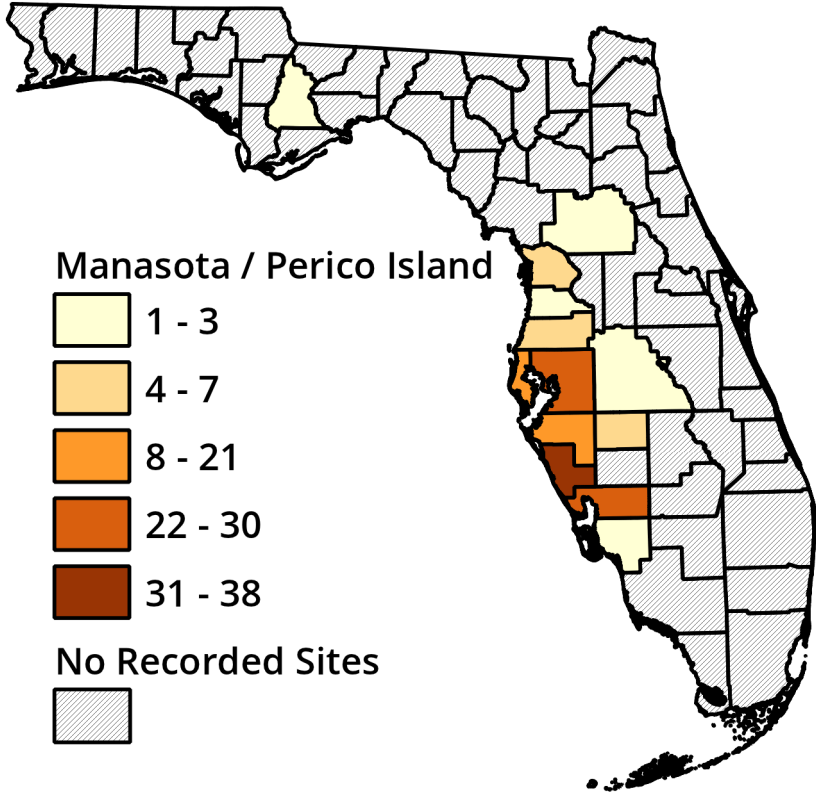 Manasota / Perico Island
1 - 3
4 - 7
8 - 21
22 - 30
31 - 38
No Recorded Sites